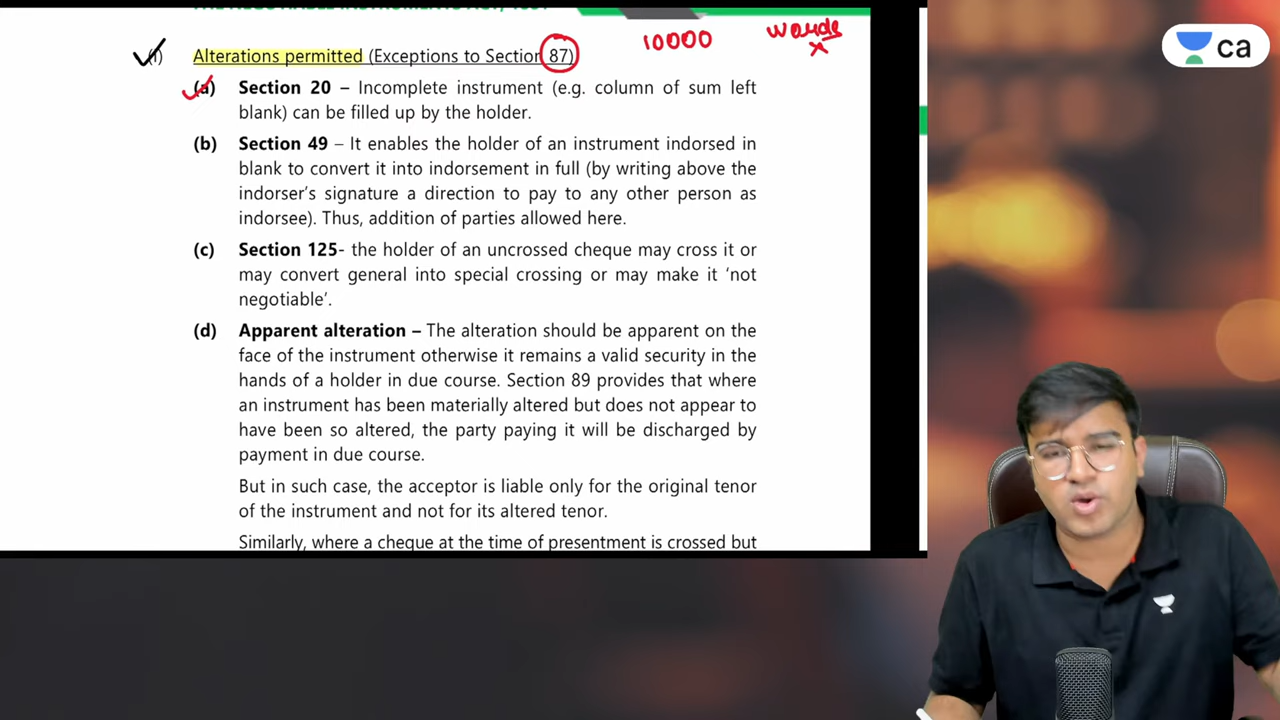 THE NEGOTIABLE INSTRUMENTS ACT, 1881
10000 words
(i) Alterations permitted (Exceptions to Section 87)
(a) Section 20 – Incomplete instrument (e.g. column of sum left
blank) can be filled up by the holder.
(b) Section 49 – It enables the holder of an instrument indorsed in
blank to convert it into indorsement in full (by writing above the
indorser's signature a direction to pay to any other person as
indorsee). Thus, addition of parties allowed here.
(c) Section 125- the holder of an uncrossed cheque may cross it or
may convert general into special crossing or may make it 'not
negotiable'.
(d) Apparent alteration – The alteration should be apparent on the
face of the instrument otherwise it remains a valid security in the
hands of a holder in due course. Section 89 provides that where
an instrument has been materially altered but does not appear to
have been so altered, the party paying it will be discharged by
payment in due course.
But in such case, the acceptor is liable only for the original tenor
of the instrument and not for its altered tenor.
Similarly, where a cheque at the time of presentment is crossed but
ca